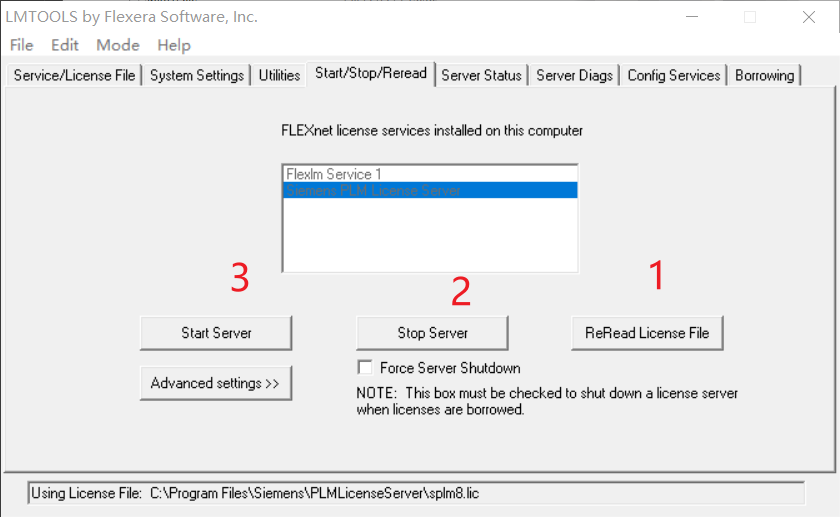 LMTOOLS by Flexera Software, Inc.
File Edit Mode Help
Service/License File System Settings Utilities Start/Stop/Reread Server Status Server Diags Config Services Borrowing
FLEXnet license services installed on this computer
Flexlm Service 1
Siemens PLM License Server
3 2 1
Start Server Stop Server ReRead License File
Force Server Shutdown
Advanced settings >>
NOTE: This box must be checked to shut down a license server
when licenses are borrowed.
Using License File: C:\Program Files\Siemens\PLMLicenseServer\splm8.lic